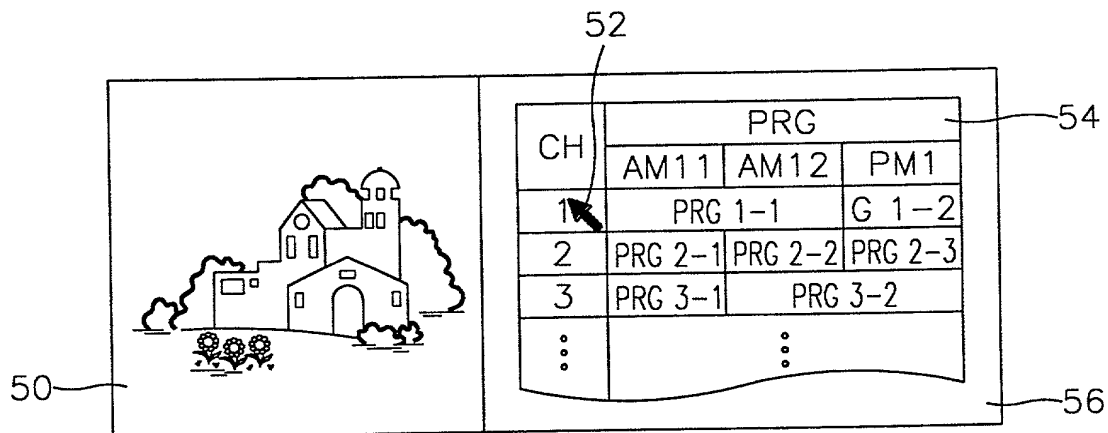 52
PRG
54
CH
AM11 AM12 PM1
1 PRG 1-1 G 1-2
2 PRG 2-1 PRG 2-2 PRG 2-3
3 PRG 3-1 PRG 3-2
50
56